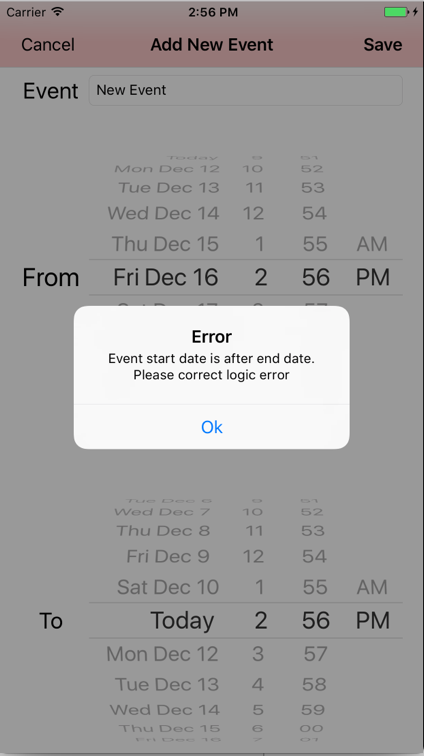 Carrier 2:56 PM
Cancel Add New Event Save
Event New Event
Today 9 51
Mon Dec 12 10 52
Tue Dec 13 11 53
Wed Dec 14 12 54
Thu Dec 15 1 55 AM
From Fri Dec 16 2 56 PM
Error
Event start date is after end date.
Please correct logic error
Ok
Tue Dec 6 9 51
Wed Dec 7 10 52
Thu Dec 8 11 53
Fri Dec 9 12 54
Sat Dec 10 1 55 AM
To Today 2 56 PM
Mon Dec 12 3 57
Tue Dec 13 4 58
Wed Dec 14 5 59
Thu Dec 15 6 00
Fri Dec 16 7 01